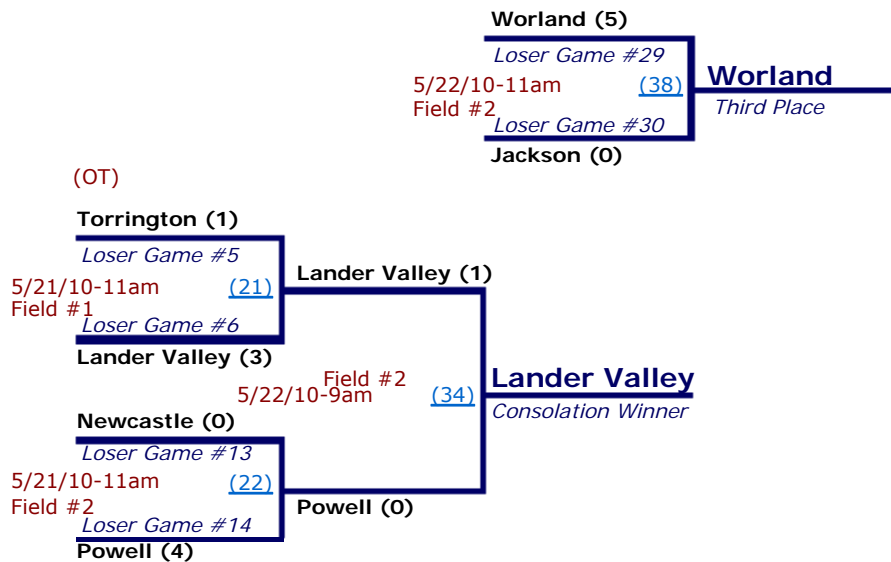 Worland (5)
Loser Game #29
5/22/10-11am
Field #2
(38)
Worland
Third Place
Loser Game #30
Jackson (0)
(OT)
Torrington (1)
Loser Game #5
5/21/10-11am
Field #1
(21)
Lander Valley (1)
Loser Game #6
Lander Valley (3)
Field #2
5/22/10-9am
(34)
Lander Valley
Consolation Winner
Newcastle (0)
Loser Game #13
5/21/10-11am
Field #2
(22)
Powell (0)
Loser Game #14
Powell (4)